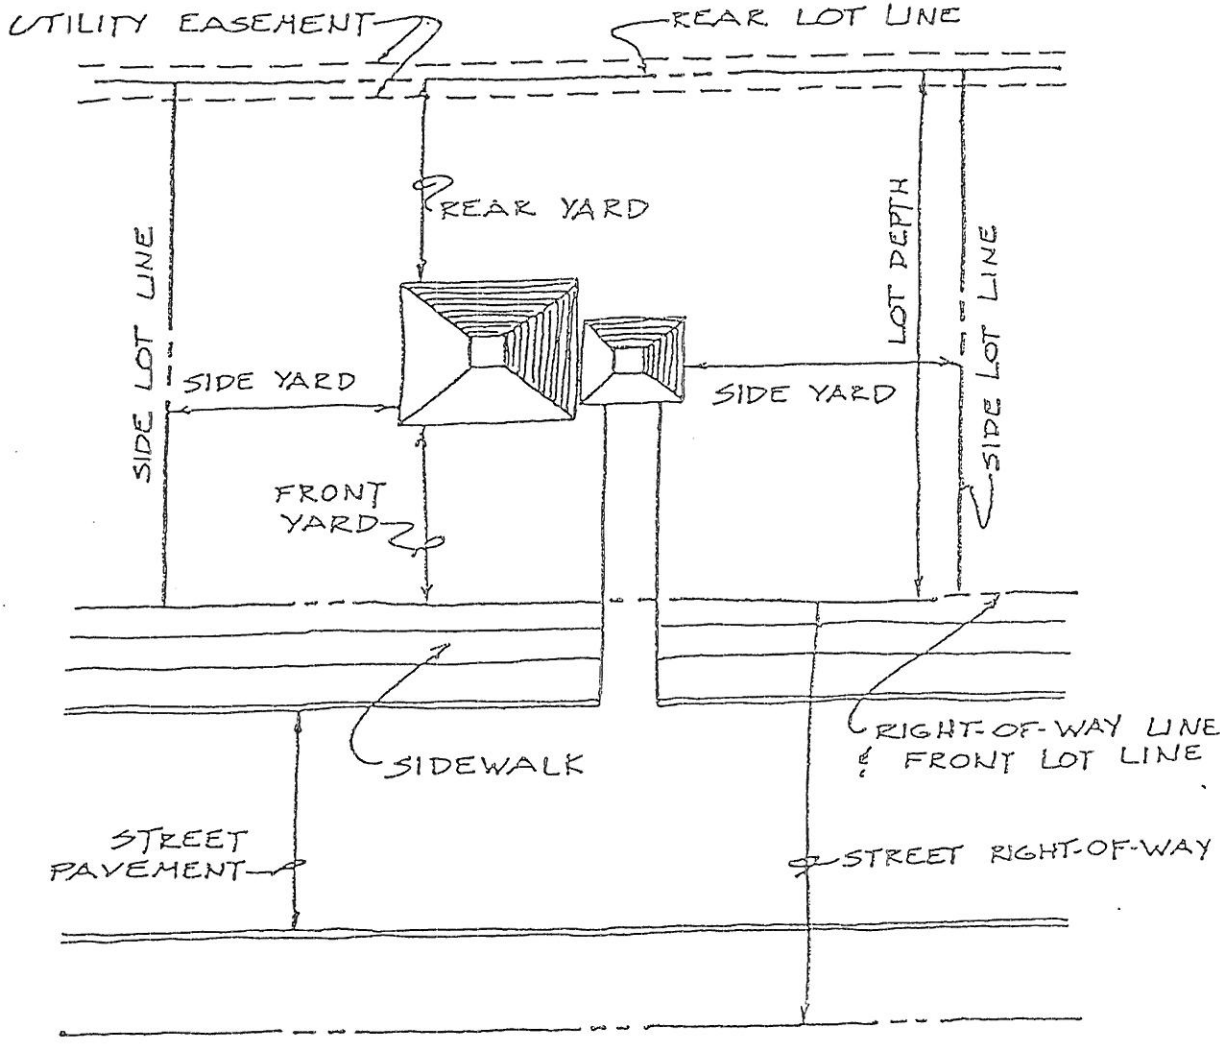 UTILITY EASEMENT
REAR LOT LINE
REAR YARD
LOT DEPTH
SIDE LOT LINE
SIDE LOT LINE
SIDE YARD
SIDE YARD
FRONT
YARD
RIGHT-OF-WAY LINE
& FRONT LOT LINE
SIDEWALK
STREET
PAVEMENT
STREET RIGHT-OF-WAY